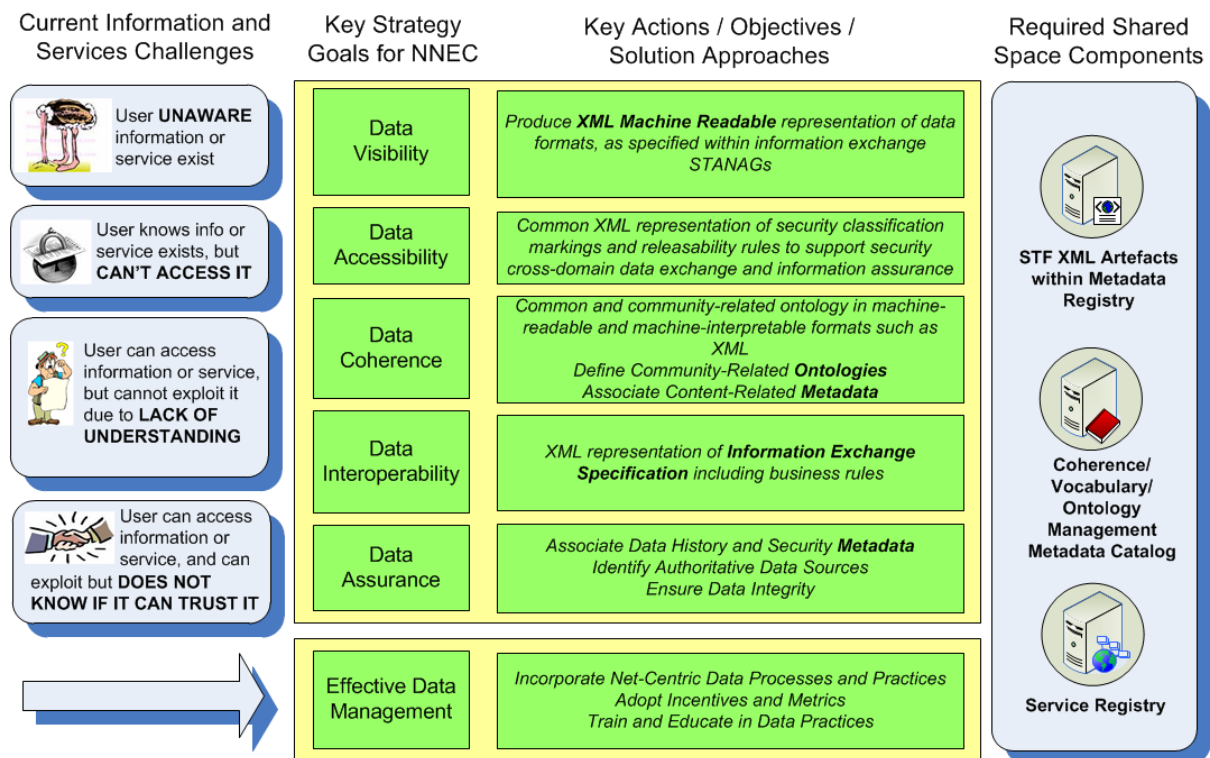 Current Information and
Services Challenges
Key Strategy
Goals for NNEC
Key Actions / Objectives /
Solution Approaches
Required Shared
Space Components
User UNAWARE
information or
service exist
Data
Visibility
Produce XML Machine Readable representation of data
formats, as specified within information exchange
STANAGs
User knows info or
service exists, but
CAN'T ACCESS IT
Data
Accessibility
Common XML representation of security classification
markings and releasability rules to support security
cross-domain data exchange and information assurance
User can access
information or service,
but cannot exploit it
due to LACK OF
UNDERSTANDING
Data
Coherence
Common and community-related ontology in machine-
readable and machine-interpretable formats such as
XML
Define Community-Related Ontologies
Associate Content-Related Metadata
Data
Interoperability
XML representation of Information Exchange
Specification including business rules
User can access
information or
service, and can
exploit but DOES NOT
KNOW IF IT CAN TRUST IT
Data
Assurance
Associate Data History and Security Metadata
Identify Authoritative Data Sources
Ensure Data Integrity
Effective Data
Management
Incorporate Net-Centric Data Processes and Practices
Adopt Incentives and Metrics
Train and Educate in Data Practices
STF XML Artefacts
within Metadata
Registry
Coherence/
Vocabulary/
Ontology
Management
Metadata Catalog
Service Registry